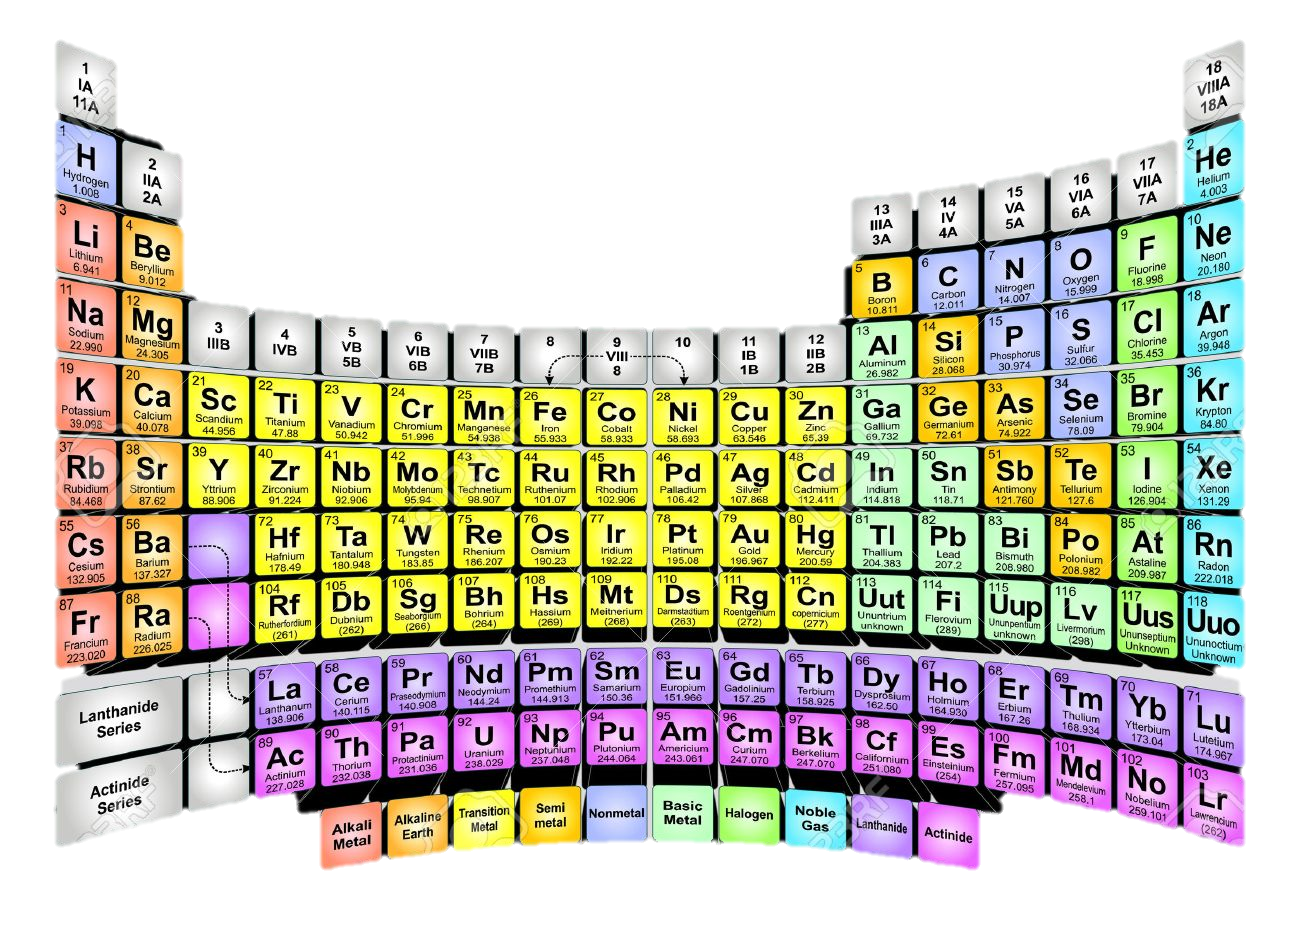 1 IA 11A
18 VIIIA 18A
1 H Hydrogen 1.008
2 IIA 2A
13 IIIA 3A
14 IV 4A
15 VA 5A
16 VIA 6A
17 VIIA 7A
2 He Helium 4.003
3 Li Lithium 6.941
4 Be Beryllium 9.012
5 B Boron 10.811
6 C Carbon 12.011
7 N Nitrogen 14.007
8 O Oxygen 15.999
9 F Fluorine 18.998
10 Ne Neon 20.180
11 Na Sodium 22.990
12 Mg Magnesium 24.305
3 IIIB
4 IVB
5 VB 5B
6 VIB 6B
7 VIIB 7B
8
9 VIII 8
10
11 IB 1B
12 IIB 2B
13 Al Aluminum 26.982
14 Si Silicon 28.068
15 P Phosphorus 30.974
16 S Sulfur 32.066
17 Cl Chlorine 35.453
18 Ar Argon 39.948
19 K Potassium 39.098
20 Ca Calcium 40.078
21 Sc Scandium 44.956
22 Ti Titanium 47.88
23 V Vanadium 50.942
24 Cr Chromium 51.996
25 Mn Manganese 54.938
26 Fe Iron 55.933
27 Co Cobalt 58.933
28 Ni Nickel 58.693
29 Cu Copper 63.546
30 Zn Zinc 65.39
31 Ga Gallium 69.732
32 Ge Germanium 72.61
33 As Arsenic 74.922
34 Se Selenium 78.09
35 Br Bromine 79.904
36 Kr Krypton 84.80
37 Rb Rubidium 84.468
38 Sr Strontium 87.62
39 Y Yttrium 88.906
40 Zr Zirconium 91.224
41 Nb Niobium 92.906
42 Mo Molybdenum 95.94
43 Tc Technetium 98.907
44 Ru Ruthenium 101.07
45 Rh Rhodium 102.906
46 Pd Palladium 106.42
47 Ag Silver 107.868
48 Cd Cadmium 112.411
49 In Indium 114.818
50 Sn Tin 118.71
51 Sb Antimony 121.760
52 Te Tellurium 127.6
53 I Iodine 126.904
54 Xe Xenon 131.29
55 Cs Cesium 132.905
56 Ba Barium 137.327
72 Hf Hafnium 178.49
73 Ta Tantalum 180.948
74 W Tungsten 183.85
75 Re Rhenium 186.207
76 Os Osmium 190.23
77 Ir Iridium 192.22
78 Pt Platinum 195.08
79 Au Gold 196.967
80 Hg Mercury 200.59
81 Tl Thallium 204.383
82 Pb Lead 207.2
83 Bi Bismuth 208.980
84 Po Polonium 208.982
85 At Astaline 209.987
86 Rn Radon 222.018
87 Fr Francium 223.020
88 Ra Radium 226.025
104 Rf Rutherfordium (261)
105 Db Dubnium (262)
106 Sg Seaborgium (266)
107 Bh Bohrium (264)
108 Hs Hassium (269)
109 Mt Meitnerium (268)
110 Ds Darmstadtium (263)
111 Rg Roentgenium (272)
112 Cn copernicium (277)
113 Uut Ununtrium unknown
114 Fi Flerovium (289)
115 Uup Ununpentium unknown
116 Lv Livermorium (298)
117 Uus Ununseptium Unknown
118 Uuo Ununoctium Unknown
Lanthanide Series
57 La Lanthanum 138.906
58 Ce Cerium 140.115
59 Pr Praseodymium 140.908
60 Nd Neodymium 144.24
61 Pm Promethium 144.913
62 Sm Samarium 150.36
63 Eu Europium 151.966
64 Gd Gadolinium 157.25
65 Tb Terbium 158.925
66 Dy Dysprosium 162.50
67 Ho Holmium 164.930
68 Er Erbium 167.26
69 Tm Thulium 168.934
70 Yb Ytterbium 173.04
71 Lu Lutetium 174.967
Actinide Series
89 Ac Actinium 227.028
90 Th Thorium 232.038
91 Pa Protactinium 231.036
92 U Uranium 238.029
93 Np Neptunium 237.048
94 Pu Plutonium 244.064
95 Am Americium 243.061
96 Cm Curium 247.070
97 Bk Berkelium 247.070
98 Cf Californium 251.080
99 Es Einsteinium (254)
100 Fm Fermium 257.095
101 Md Mendelevium 258.1
102 No Nobelium 259.101
103 Lr Lawrencium (262)
Alkali Metal
Alkaline Earth
Transition Metal
Semi metal
Nonmetal
Basic Metal
Halogen
Noble Gas
Lanthanide
Actinide